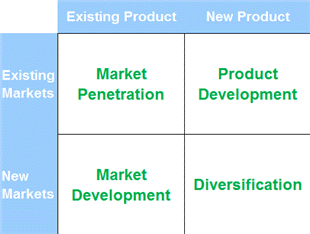 Existing Product New Product
Existing
Markets
Market
Penetration
Product
Development
New
Markets
Market
Development
Diversification